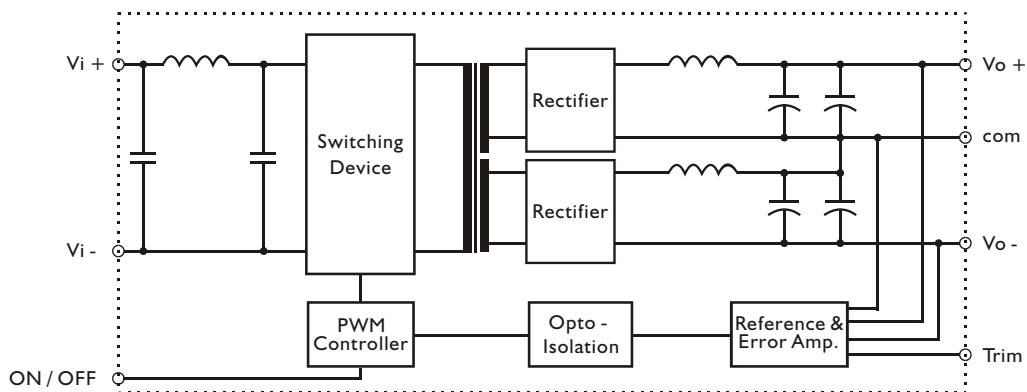 Vi +
Vo +
Rectifier
com
Switching
Device
Rectifier
Vi -
Vo -
PWM
Controller
Opto -
Isolation
Reference &
Error Amp.
Trim
ON / OFF